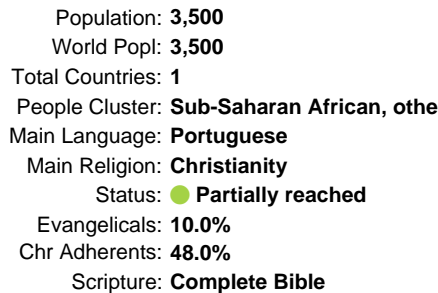 Population: 3,500
World Popl: 3,500
Total Countries: 1
People Cluster: Sub-Saharan African, othe
Main Language: Portuguese
Main Religion: Christianity
Status: Partially reached
Evangelicals: 10.0%
Chr Adherents: 48.0%
Scripture: Complete Bible